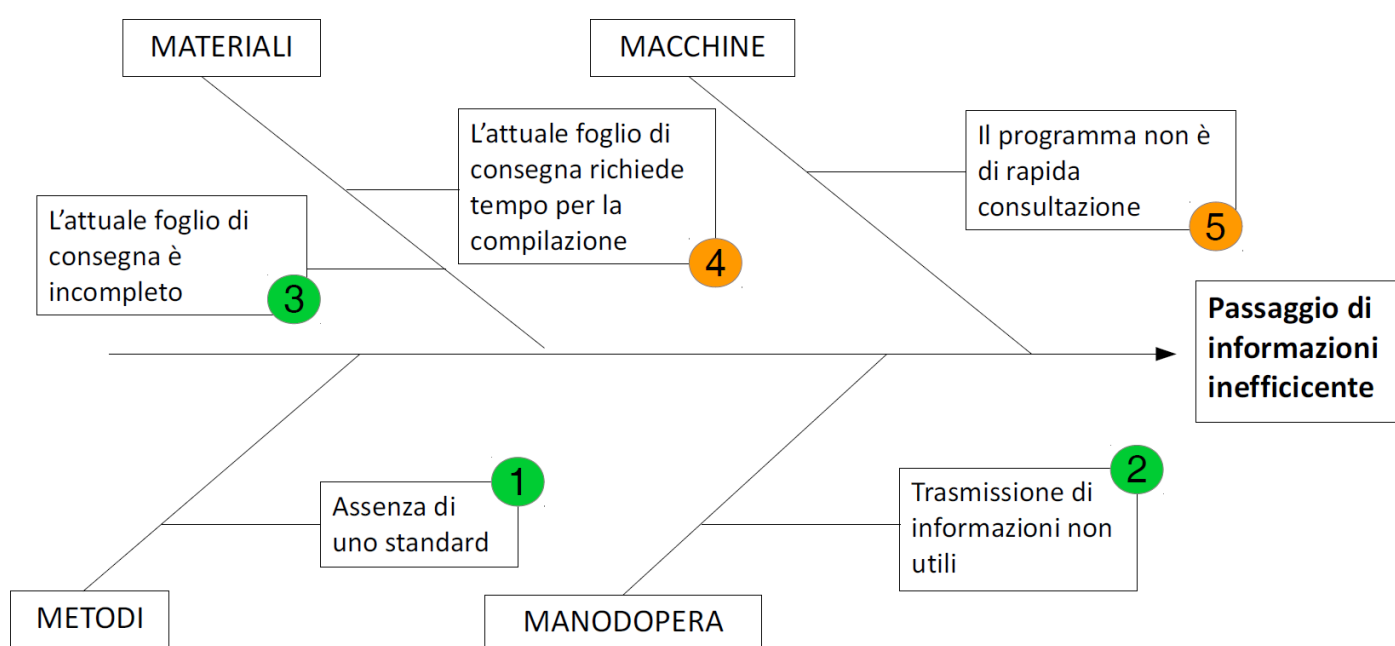 MATERIALI
MACCHINE
L'attuale foglio di
consegna richiede
tempo per la
compilazione
4
Il programma non è
di rapida
consultazione
5
L'attuale foglio di
consegna è
incompleto
3
Passaggio di
informazioni
inefficicente
1
Assenza di
uno standard
2
Trasmissione di
informazioni non
utili
METODI
MANODOPERA